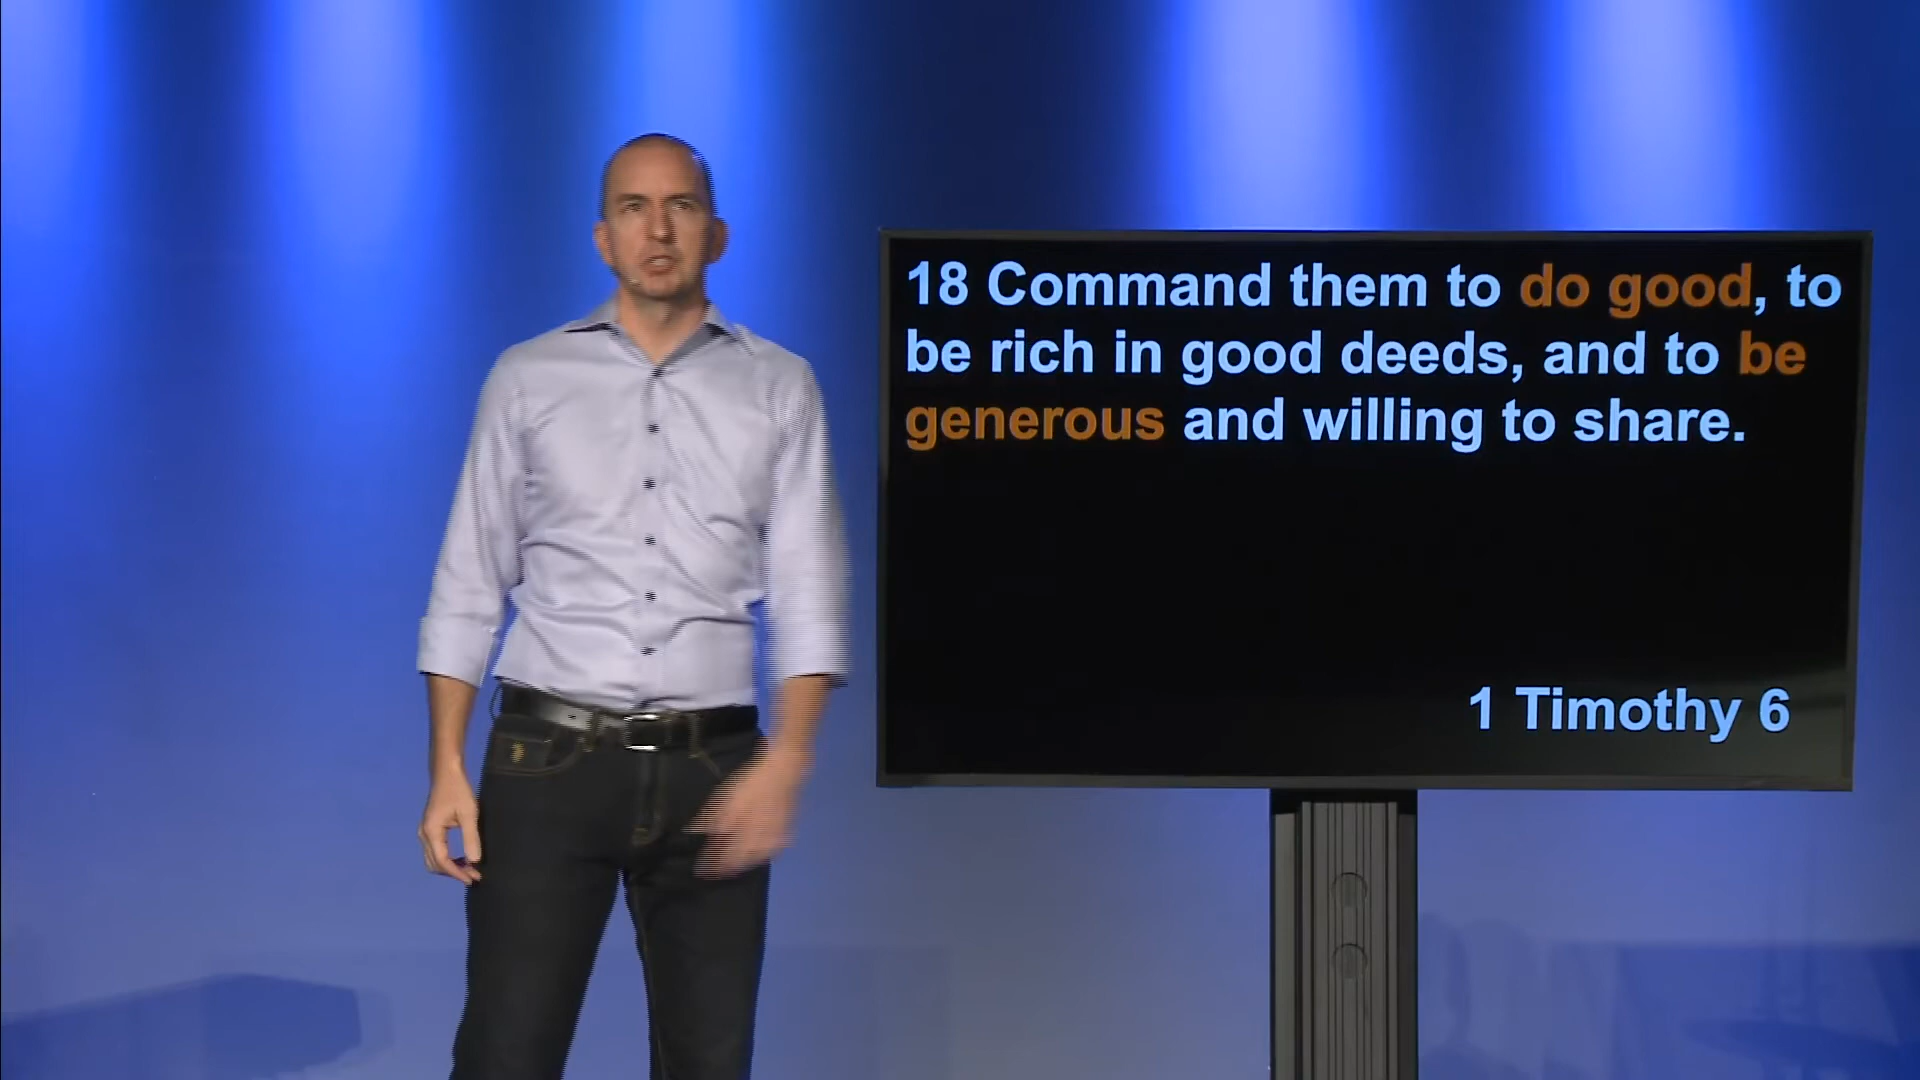 18 Command them to do good, to
be rich in good deeds, and to be
generous and willing to share.
1 Timothy 6